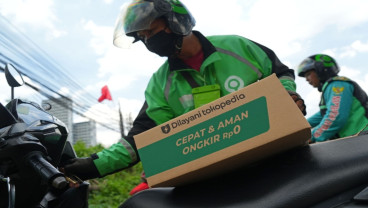 Dilayani tokopedia
CEPAT & AMAN
ONGKIR Rp0